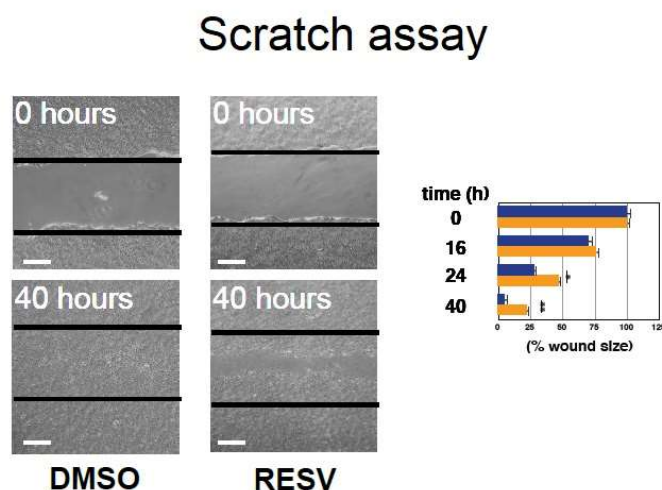 Scratch assay
0 hours
0 hours
40 hours
40 hours
DMSO
RESV
time (h)
0
16
24
40
0 25 50 75 100 125
(% wound size)